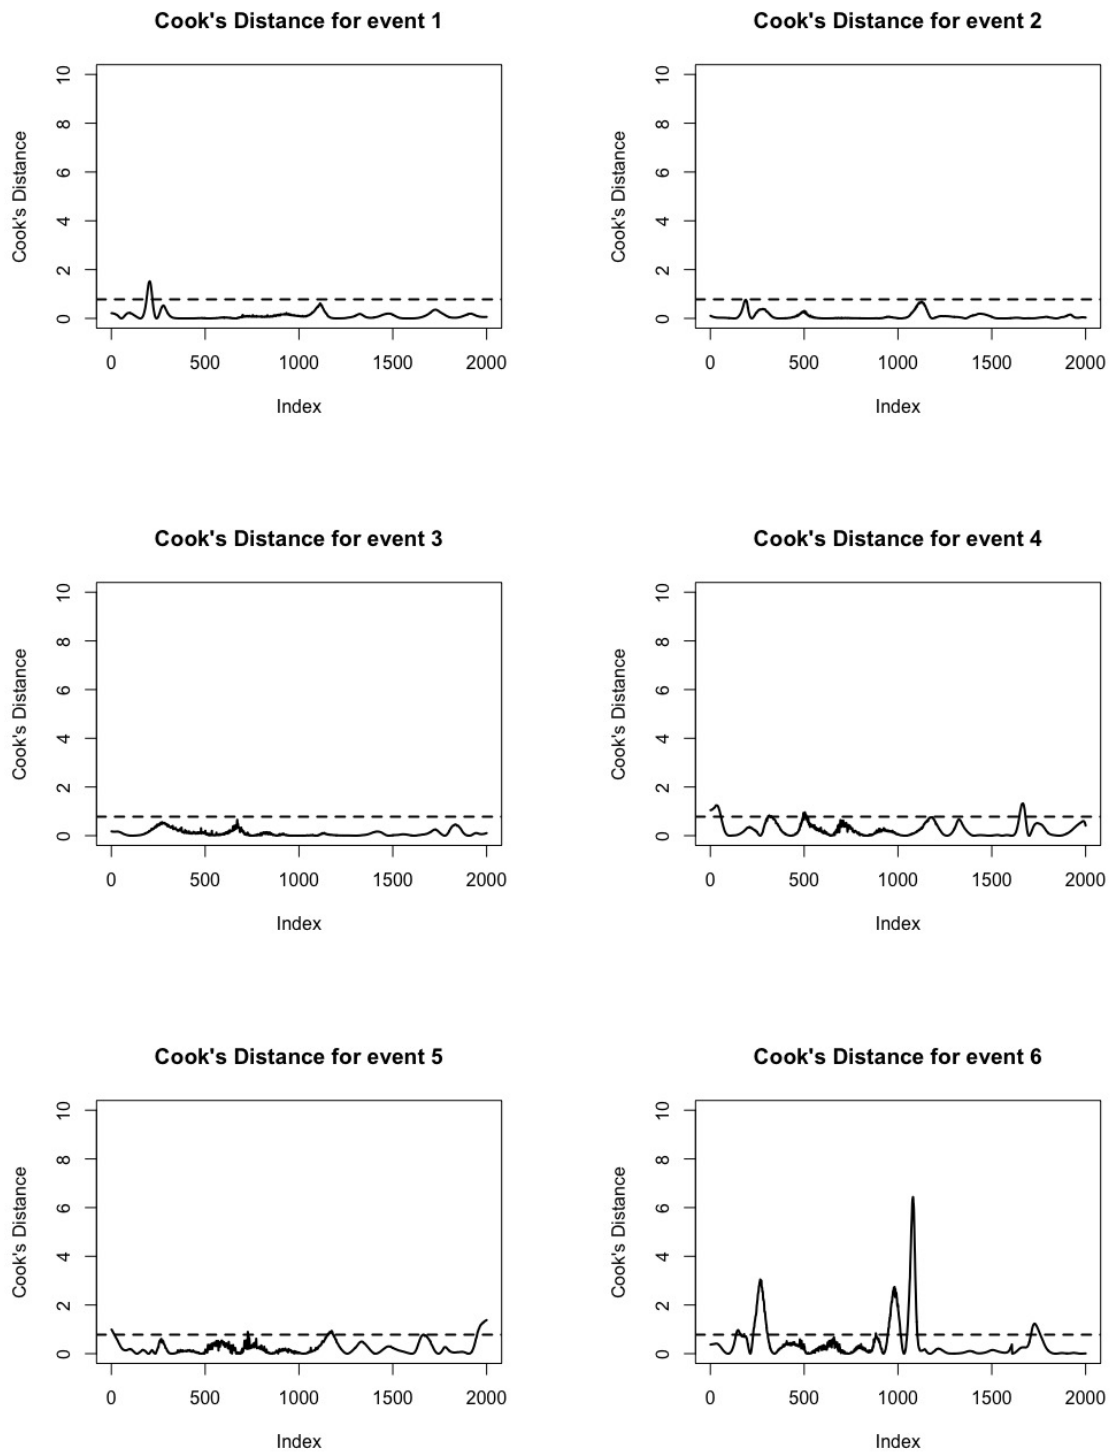 Cook's Distance for event 1
Cook's Distance
10
8
6
4
2
0
0 500 1000 1500 2000
Index
Cook's Distance for event 2
Cook's Distance
10
8
6
4
2
0
0 500 1000 1500 2000
Index
Cook's Distance for event 3
Cook's Distance
10
8
6
4
2
0
0 500 1000 1500 2000
Index
Cook's Distance for event 4
Cook's Distance
10
8
6
4
2
0
0 500 1000 1500 2000
Index
Cook's Distance for event 5
Cook's Distance
10
8
6
4
2
0
0 500 1000 1500 2000
Index
Cook's Distance for event 6
Cook's Distance
10
8
6
4
2
0
0 500 1000 1500 2000
Index